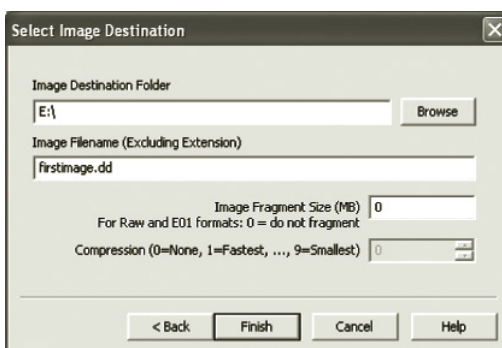 Select Image Destination
Image Destination Folder
E:\
Browse
Image Filename (Excluding Extension)
firstimage.dd
Image Fragment Size (MB) 0
For Raw and E01 formats: 0 = do not fragment
Compression (0=None, 1=Fastest, ..., 9=Smallest) 0
< Back Finish Cancel Help